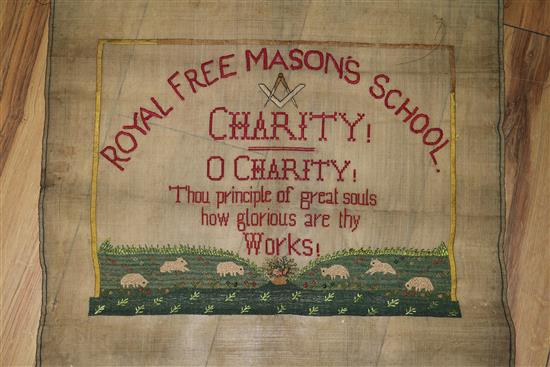 ROYAL FREE MASON'S SCHOOL.
CHARITY!
O CHARITY!
Thou principle of great souls
how glorious are thy
Works!